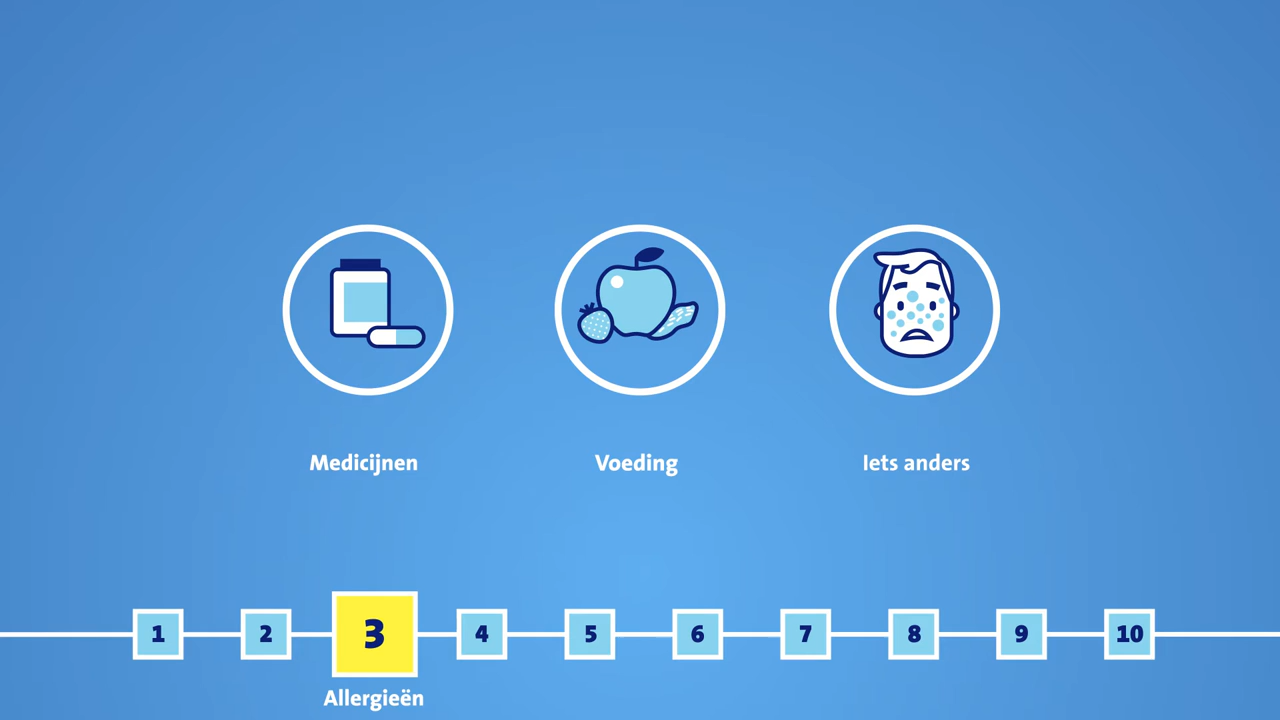 Medicijnen
Voeding
Iets anders
1 2 3 4 5 6 7 8 9 10
Allergieën